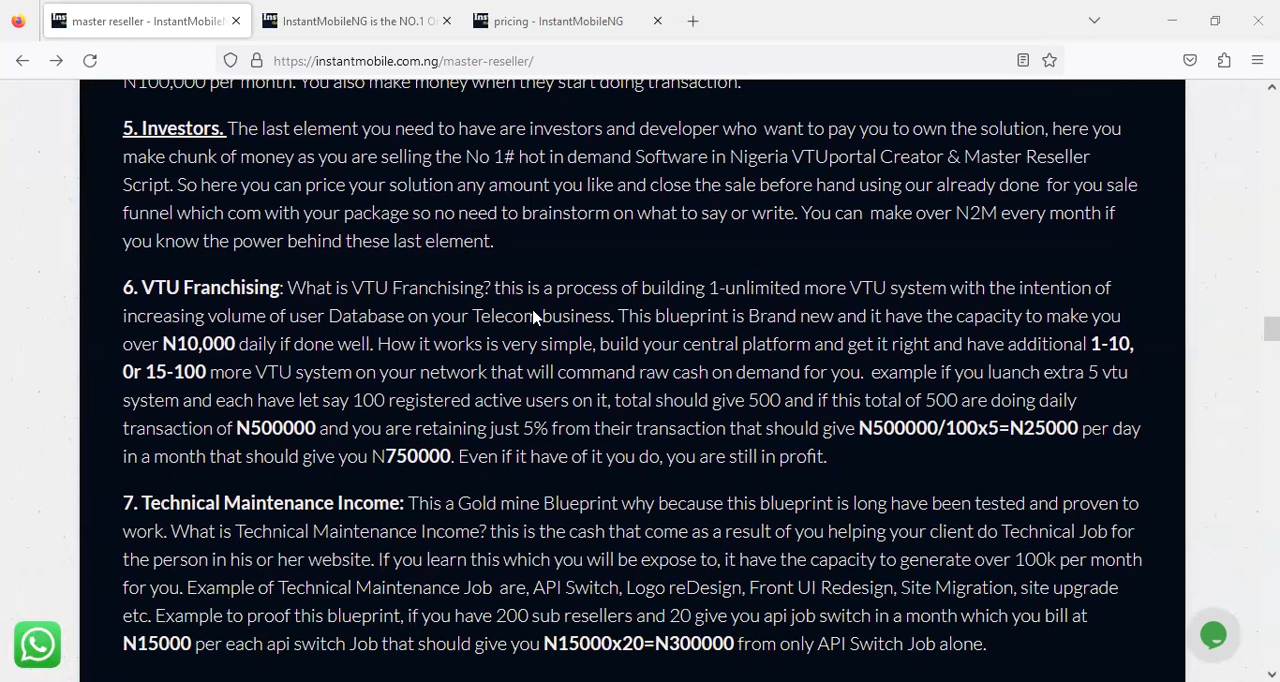 master reseller - InstantMobileN
InstantMobileNG is the NO.1 O
pricing - InstantMobileNG
https://instantmobile.com.ng/master-reseller/
N100,000 per month. You also make money when they start doing transaction.
5. Investors. The last element you need to have are investors and developer who want to pay you to own the solution, here you
make chunk of money as you are selling the No 1# hot in demand Software in Nigeria VTUportal Creator & Master Reseller
Script. So here you can price your solution any amount you like and close the sale before hand using our already done for you sale
funnel which com with your package so no need to brainstorm on what to say or write. You can make over N2M every month if
you know the power behind these last element.
6. VTU Franchising: What is VTU Franchising? this is a process of building 1-unlimited more VTU system with the intention of
increasing volume of user Database on your Telecom business. This blueprint is Brand new and it have the capacity to make you
over N10,000 daily if done well. How it works is very simple, build your central platform and get it right and have additional 1-10,
0r 15-100 more VTU system on your network that will command raw cash on demand for you. example if you luanch extra 5 vtu
system and each have let say 100 registered active users on it, total should give 500 and if this total of 500 are doing daily
transaction of N500000 and you are retaining just 5% from their transaction that should give N500000/100x5=N25000 per day
in a month that should give you N750000. Even if it have of it you do, you are still in profit.
7. Technical Maintenance Income: This a Gold mine Blueprint why because this blueprint is long have been tested and proven to
work. What is Technical Maintenance Income? this is the cash that come as a result of you helping your client do Technical Job for
the person in his or her website. If you learn this which you will be expose to, it have the capacity to generate over 100k per month
for you. Example of Technical Maintenance Job are, API Switch, Logo reDesign, Front UI Redesign, Site Migration, site upgrade
etc. Example to proof this blueprint, if you have 200 sub resellers and 20 give you api job switch in a month which you bill at
N15000 per each api switch Job that should give you N15000x20=N300000 from only API Switch Job alone.